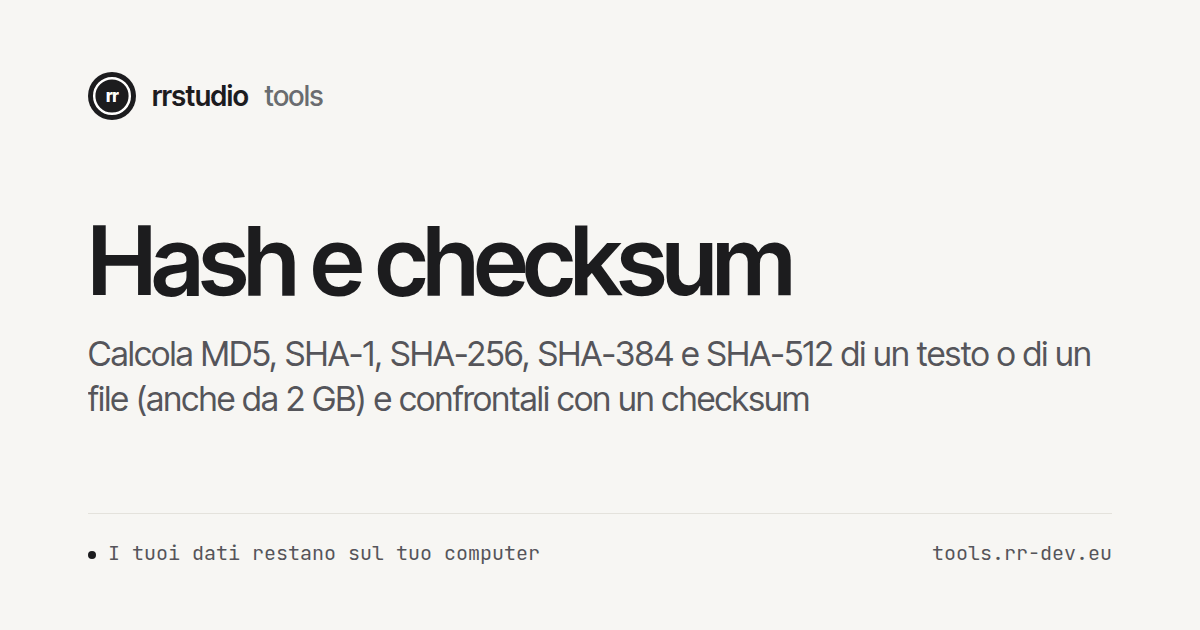 rr rrstudio tools
Hash e checksum
Calcola MD5, SHA-1, SHA-256, SHA-384 e SHA-512 di un testo o di un
file (anche da 2 GB) e confrontali con un checksum
I tuoi dati restano sul tuo computer
tools.rr-dev.eu